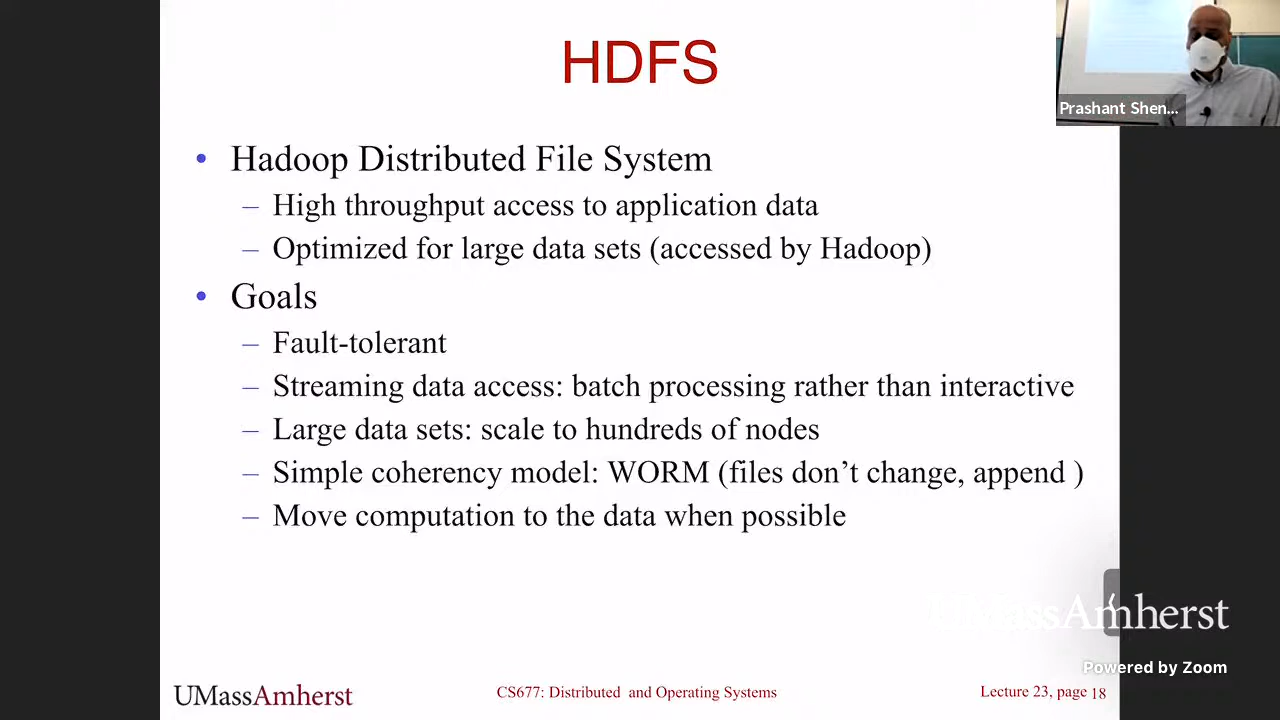 HDFS
Prashant Shen...
• Hadoop Distributed File System
– High throughput access to application data
– Optimized for large data sets (accessed by Hadoop)
• Goals
– Fault-tolerant
– Streaming data access: batch processing rather than interactive
– Large data sets: scale to hundreds of nodes
– Simple coherency model: WORM (files don’t change, append )
– Move computation to the data when possible
UMassAmherst
Powered by Zoom
UMassAmherst
CS677: Distributed and Operating Systems
Lecture 23, page 18